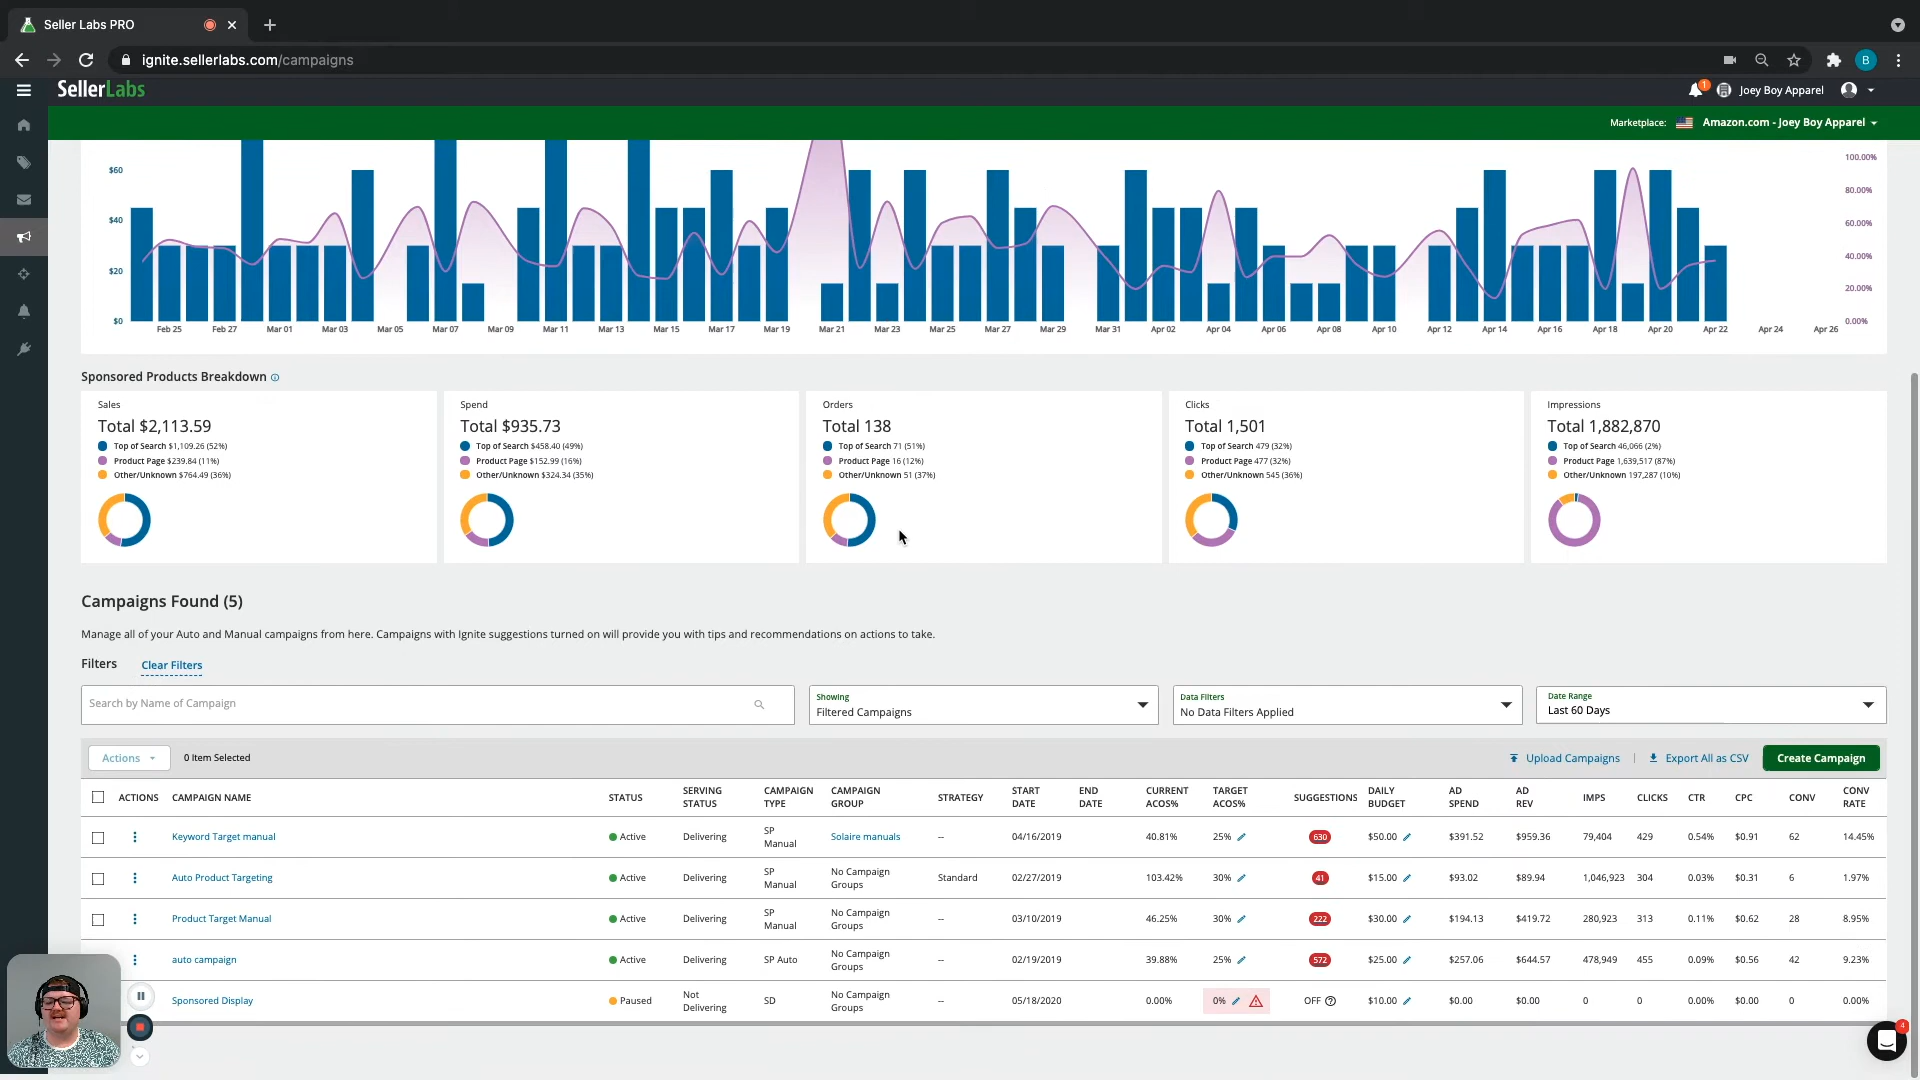 Seller Labs PRO
ignite.sellerlabs.com/campaigns
B
SellerLabs
1
Joey Boy Apparel
Marketplace: Amazon.com - Joey Boy Apparel
$60
$40
$20
$0
100.00%
80.00%
60.00%
40.00%
20.00%
0.00%
Feb 25 Feb 27 Mar 01 Mar 03 Mar 05 Mar 07 Mar 09 Mar 11 Mar 13 Mar 15 Mar 17 Mar 19 Mar 21 Mar 23 Mar 25 Mar 27 Mar 29 Mar 31 Apr 02 Apr 04 Apr 06 Apr 08 Apr 10 Apr 12 Apr 14 Apr 16 Apr 18 Apr 20 Apr 22 Apr 24 Apr 26
Sponsored Products Breakdown
Sales
Total $2,113.59
Top of Search $1,109.26 (52%)
Product Page $239.84 (11%)
Other/Unknown $764.49 (36%)
Spend
Total $935.73
Top of Search $458.40 (49%)
Product Page $152.99 (16%)
Other/Unknown $324.34 (35%)
Orders
Total 138
Top of Search 71 (51%)
Product Page 16 (12%)
Other/Unknown 51 (37%)
Clicks
Total 1,501
Top of Search 479 (32%)
Product Page 477 (32%)
Other/Unknown 545 (36%)
Impressions
Total 1,882,870
Top of Search 46,066 (2%)
Product Page 1,639,517 (87%)
Other/Unknown 197,287 (10%)
Campaigns Found (5)
Manage all of your Auto and Manual campaigns from here. Campaigns with Ignite suggestions turned on will provide you with tips and recommendations on actions to take.
Filters Clear Filters
Search by Name of Campaign
Showing
Filtered Campaigns
Data Filters
No Data Filters Applied
Date Range
Last 60 Days
Actions 0 Item Selected Upload Campaigns | Export All as CSV Create Campaign
ACTIONS CAMPAIGN NAME STATUS SERVING STATUS CAMPAIGN TYPE CAMPAIGN GROUP STRATEGY START DATE END DATE CURRENT ACOS% TARGET ACOS% SUGGESTIONS DAILY BUDGET AD SPEND AD REV IMPS CLICKS CTR CPC CONV CONV RATE
Keyword Target manual Active Delivering SP Manual Solaire manuals -- 04/16/2019 40.81% 25% 630 $50.00 $391.52 $959.36 79,404 429 0.54% $0.91 62 14.45%
Auto Product Targeting Active Delivering SP Manual No Campaign Groups Standard 02/27/2019 103.42% 30% 41 $15.00 $93.02 $89.94 1,046,923 304 0.03% $0.31 6 1.97%
Product Target Manual Active Delivering SP Manual No Campaign Groups -- 03/10/2019 46.25% 30% 222 $30.00 $194.13 $419.72 280,923 313 0.11% $0.62 28 8.95%
auto campaign Active Delivering SP Auto No Campaign Groups -- 02/19/2019 39.88% 25% 572 $25.00 $257.06 $644.57 478,949 455 0.09% $0.56 42 9.23%
Sponsored Display Paused Not Delivering SD No Campaign Groups -- 05/18/2020 0.00% 0% OFF $10.00 $0.00 $0.00 0 0 0.00% $0.00 0 0.00%
4